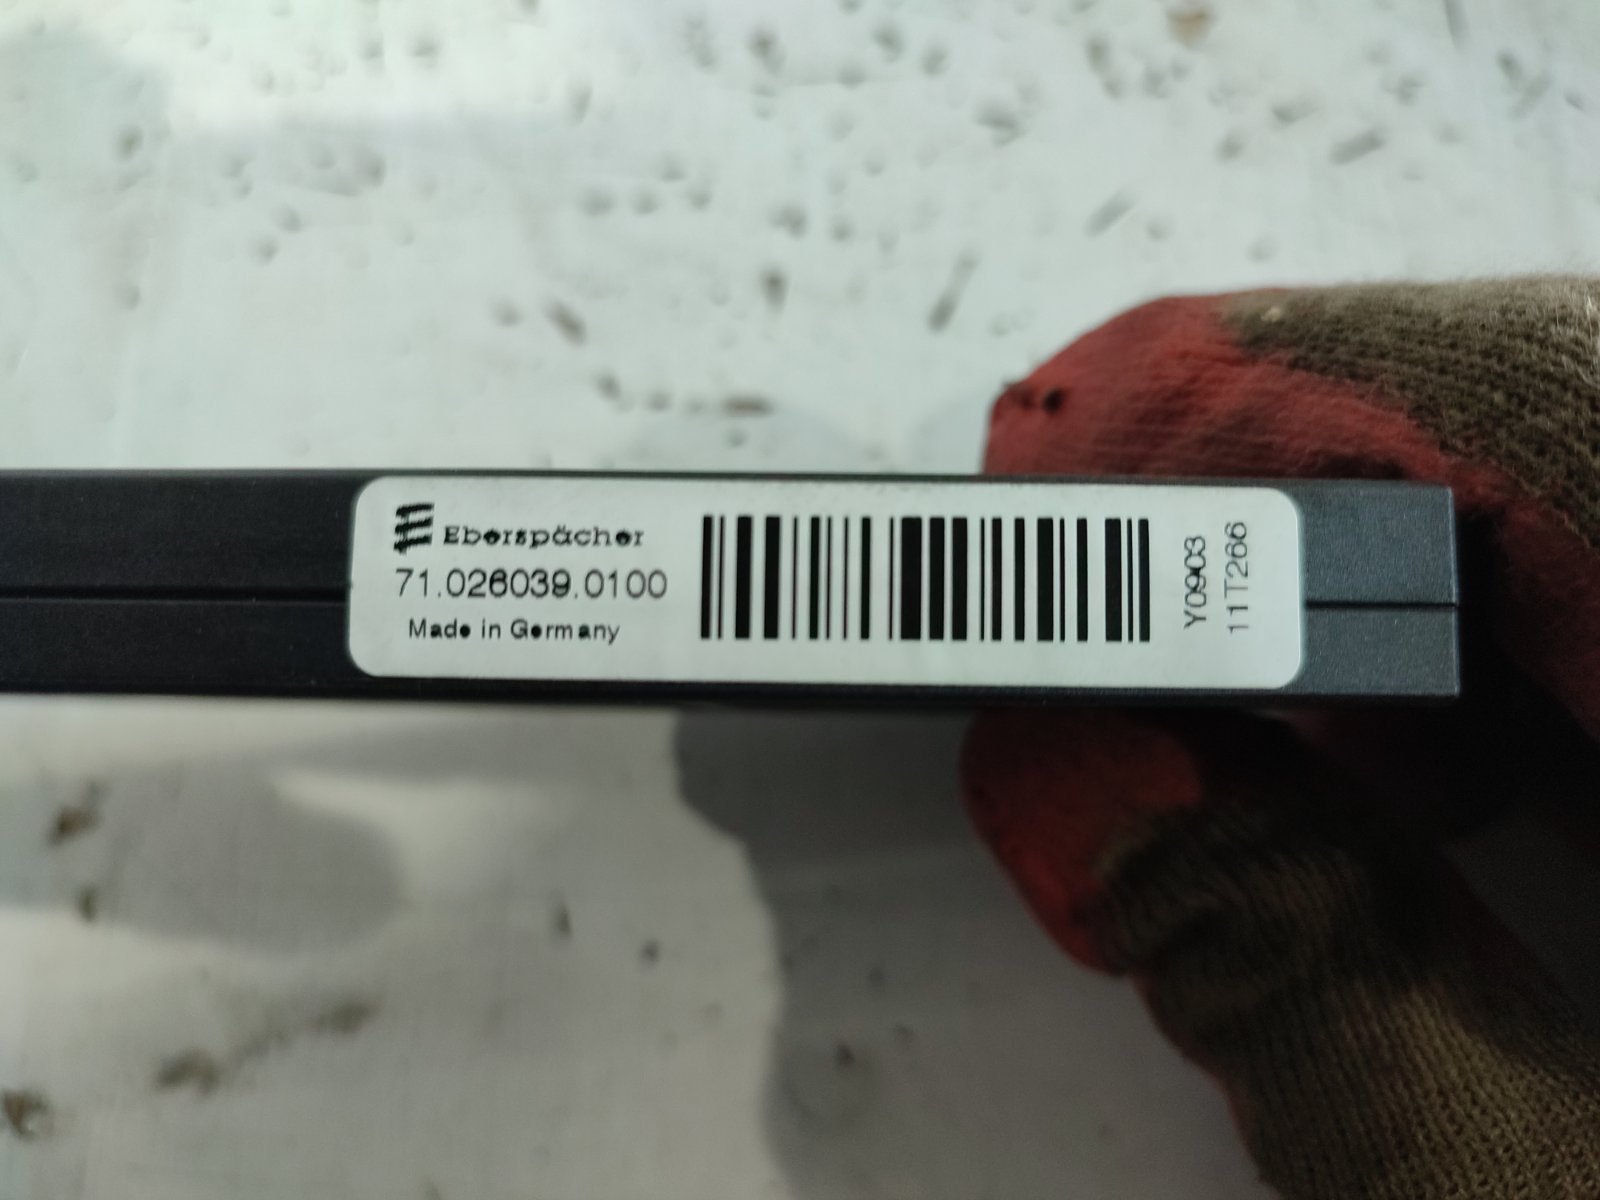 Eberspächer
71.026039.0100
Made in Germany
Y0903
11T266